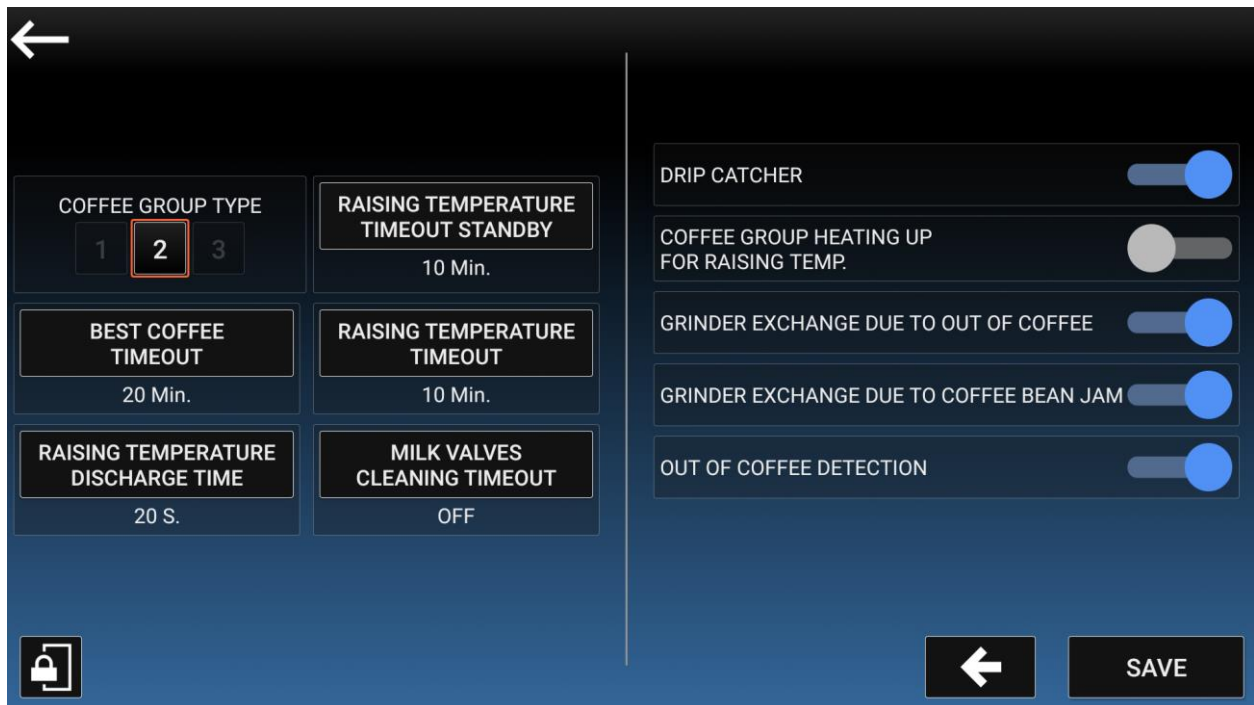 COFFEE GROUP TYPE
1 2 3
RAISING TEMPERATURE
TIMEOUT STANDBY
10 Min.
BEST COFFEE
TIMEOUT
20 Min.
RAISING TEMPERATURE
TIMEOUT
10 Min.
RAISING TEMPERATURE
DISCHARGE TIME
20 S.
MILK VALVES
CLEANING TIMEOUT
OFF
DRIP CATCHER
COFFEE GROUP HEATING UP
FOR RAISING TEMP.
GRINDER EXCHANGE DUE TO OUT OF COFFEE
GRINDER EXCHANGE DUE TO COFFEE BEAN JAM
OUT OF COFFEE DETECTION
SAVE